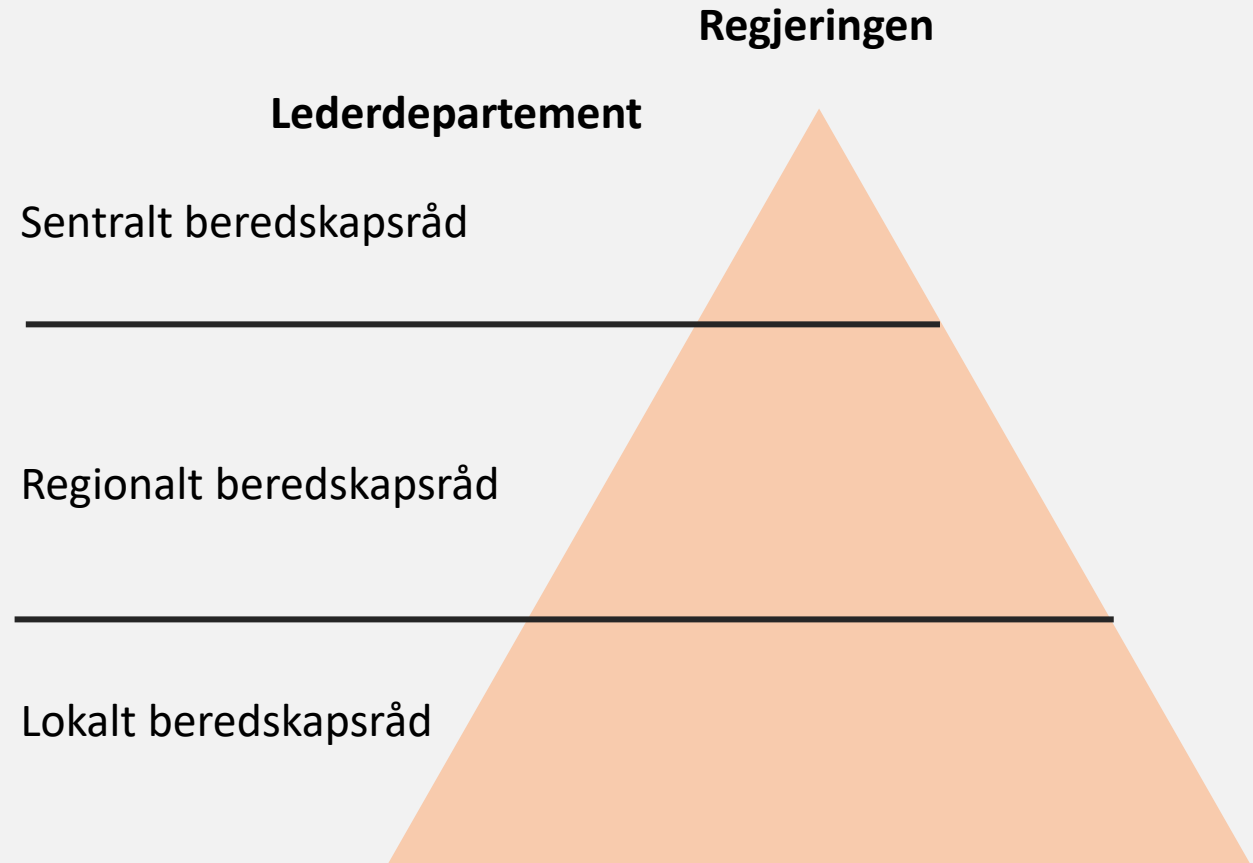 Regjeringen
Lederdepartement
Sentralt beredskapsråd
Regionalt beredskapsråd
Lokalt beredskapsråd